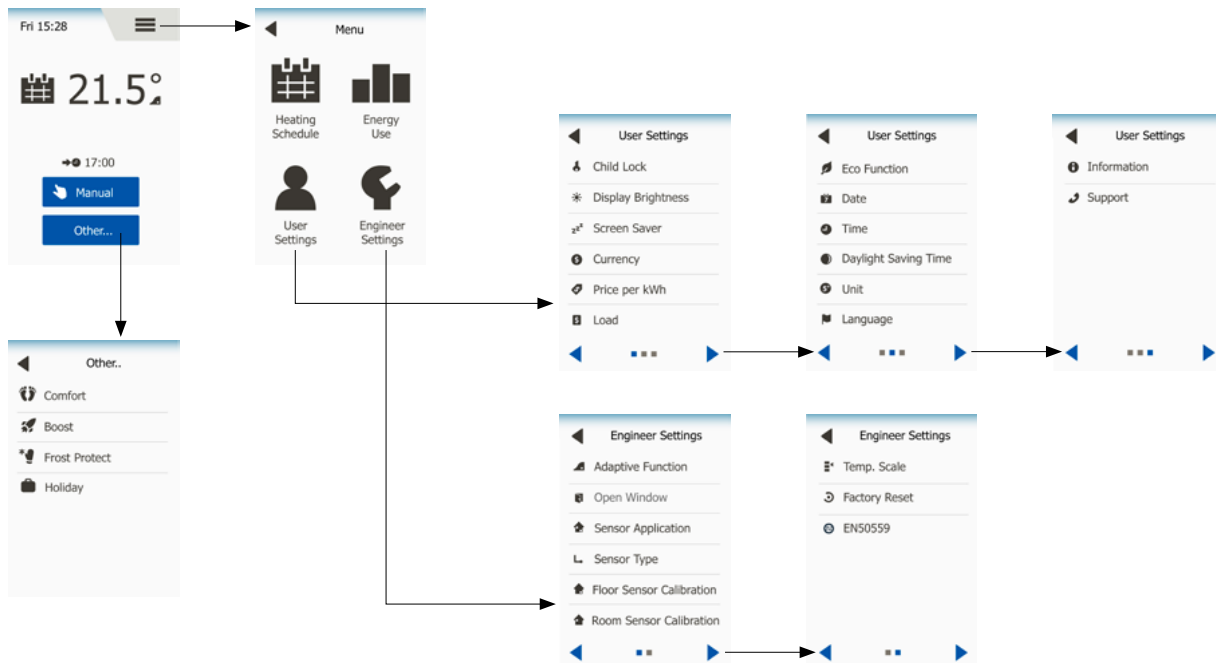 Fri 15:28
21.5°
17:00
Manual
Other...
Other..
Comfort
Boost
Frost Protect
Holiday
Menu
Heating
Schedule
Energy
Use
User
Settings
Engineer
Settings
User Settings
Child Lock
Display Brightness
Screen Saver
Currency
Price per kWh
Load
User Settings
Eco Function
Date
Time
Daylight Saving Time
Unit
Language
User Settings
Information
Support
Engineer Settings
Adaptive Function
Open Window
Sensor Application
Sensor Type
Floor Sensor Calibration
Room Sensor Calibration
Engineer Settings
Temp. Scale
Factory Reset
EN50559